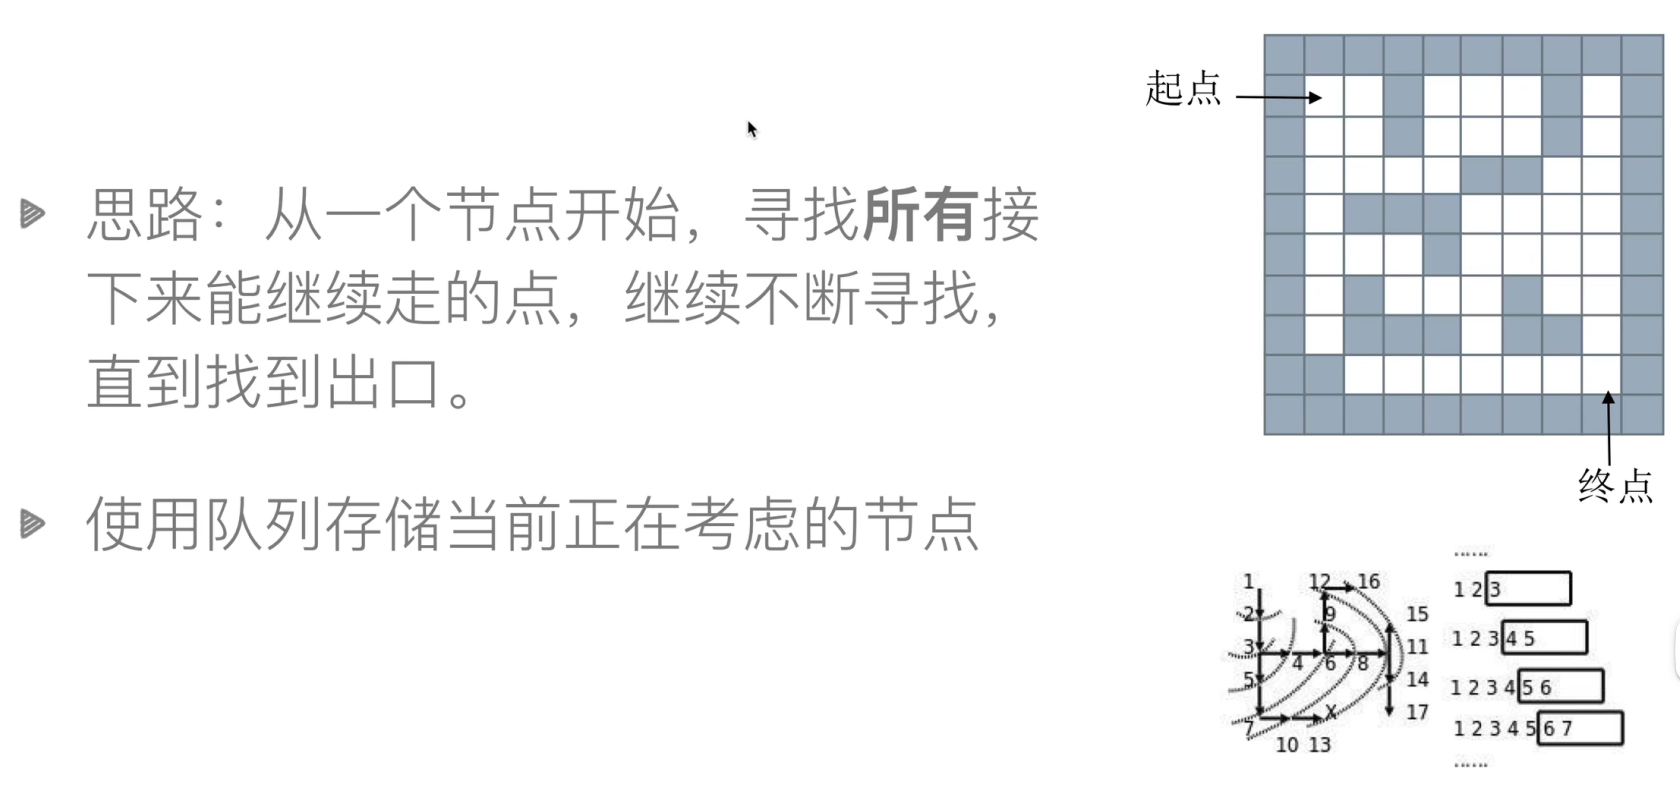 起点
思路：从一个节点开始，寻找所有接
下来能继续走的点，继续不断寻找，
直到找到出口。
终点
使用队列存储当前正在考虑的节点
……
1 12 16
2 9 15
3 4 6 8 11
5 14
7 X 17
10 13
1 2 3
1 2 3 4 5
1 2 3 4 5 6
1 2 3 4 5 6 7
……